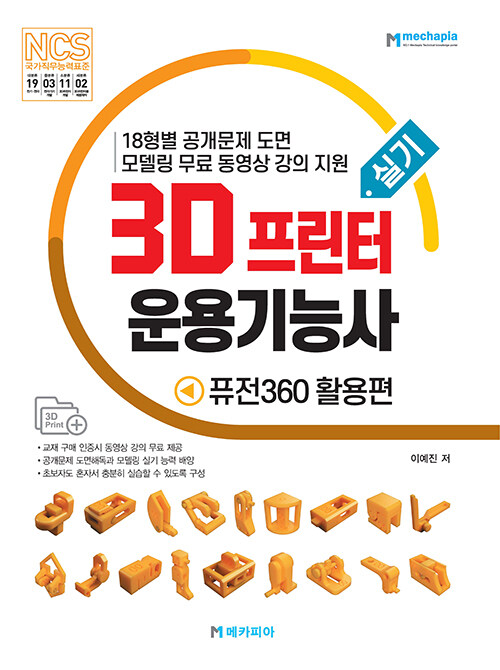 mechapia
NCS
국가직무능력표준
19 03 11 02
18형별 공개문제 도면
모델링 무료 동영상 강의 지원
실기
3D 프린터
운용기능사
퓨전360 활용편
3D
Print
• 교재 구매 인증시 동영상 강의 무료 제공
• 공개문제 도면해독과 모델링 실기 능력 배양
• 초보자도 혼자서 충분히 실습할 수 있도록 구성
이예진 저
메카피아